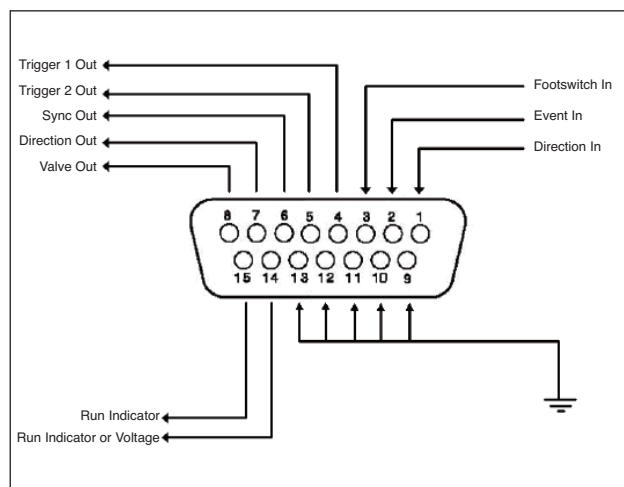 Trigger 1 Out
Trigger 2 Out
Sync Out
Direction Out
Valve Out
Footswitch In
Event In
Direction In
8 7 6 5 4 3 2 1
15 14 13 12 11 10 9
Run Indicator
Run Indicator or Voltage